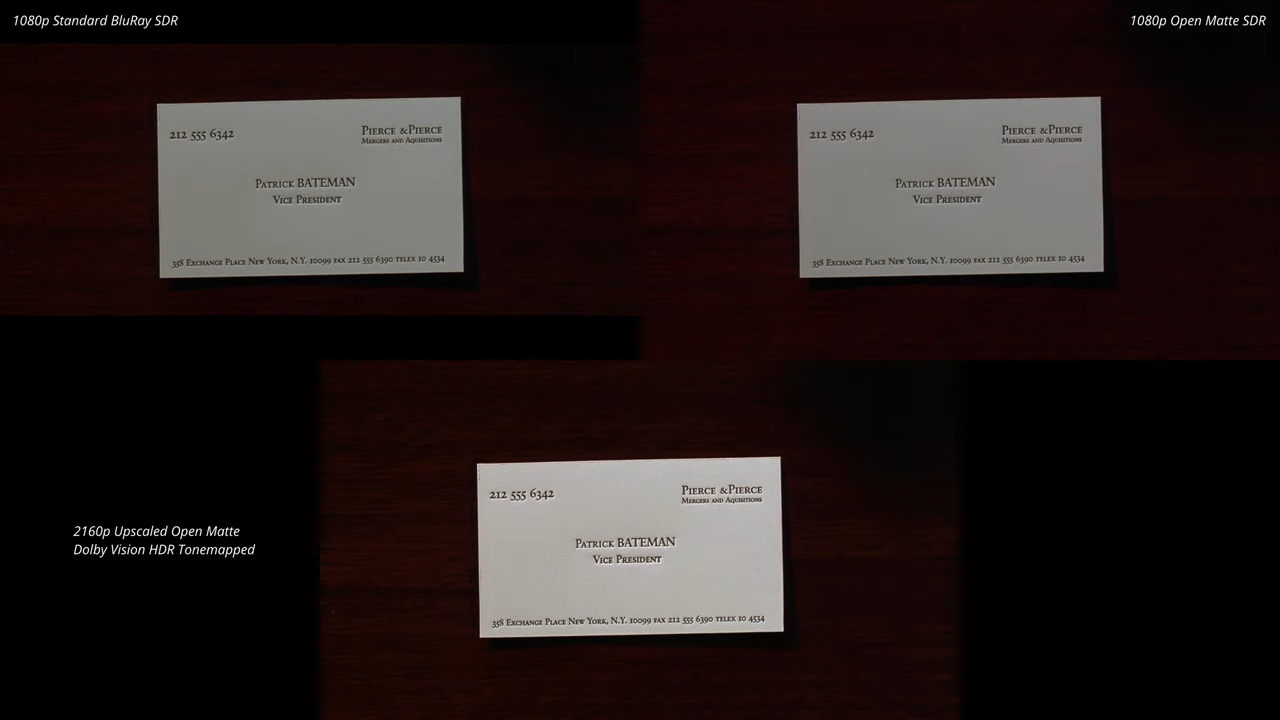 1080p Standard BluRay SDR
1080p Open Matte SDR
212 555 6342
PIERCE &PIERCE
MERGERS AND AQUISITIONS
PATRICK BATEMAN
VICE PRESIDENT
358 EXCHANGE PLACE NEW YORK, N.Y. 10099 FAX 212 555 6390 TELEX 10 4534
212 555 6342
PIERCE &PIERCE
MERGERS AND AQUISITIONS
PATRICK BATEMAN
VICE PRESIDENT
358 EXCHANGE PLACE NEW YORK, N.Y. 10099 FAX 212 555 6390 TELEX 10 4534
2160p Upscaled Open Matte
Dolby Vision HDR Tonemapped
212 555 6342
PIERCE &PIERCE
MERGERS AND AQUISITIONS
PATRICK BATEMAN
VICE PRESIDENT
358 EXCHANGE PLACE NEW YORK, N.Y. 10099 FAX 212 555 6390 TELEX 10 4534